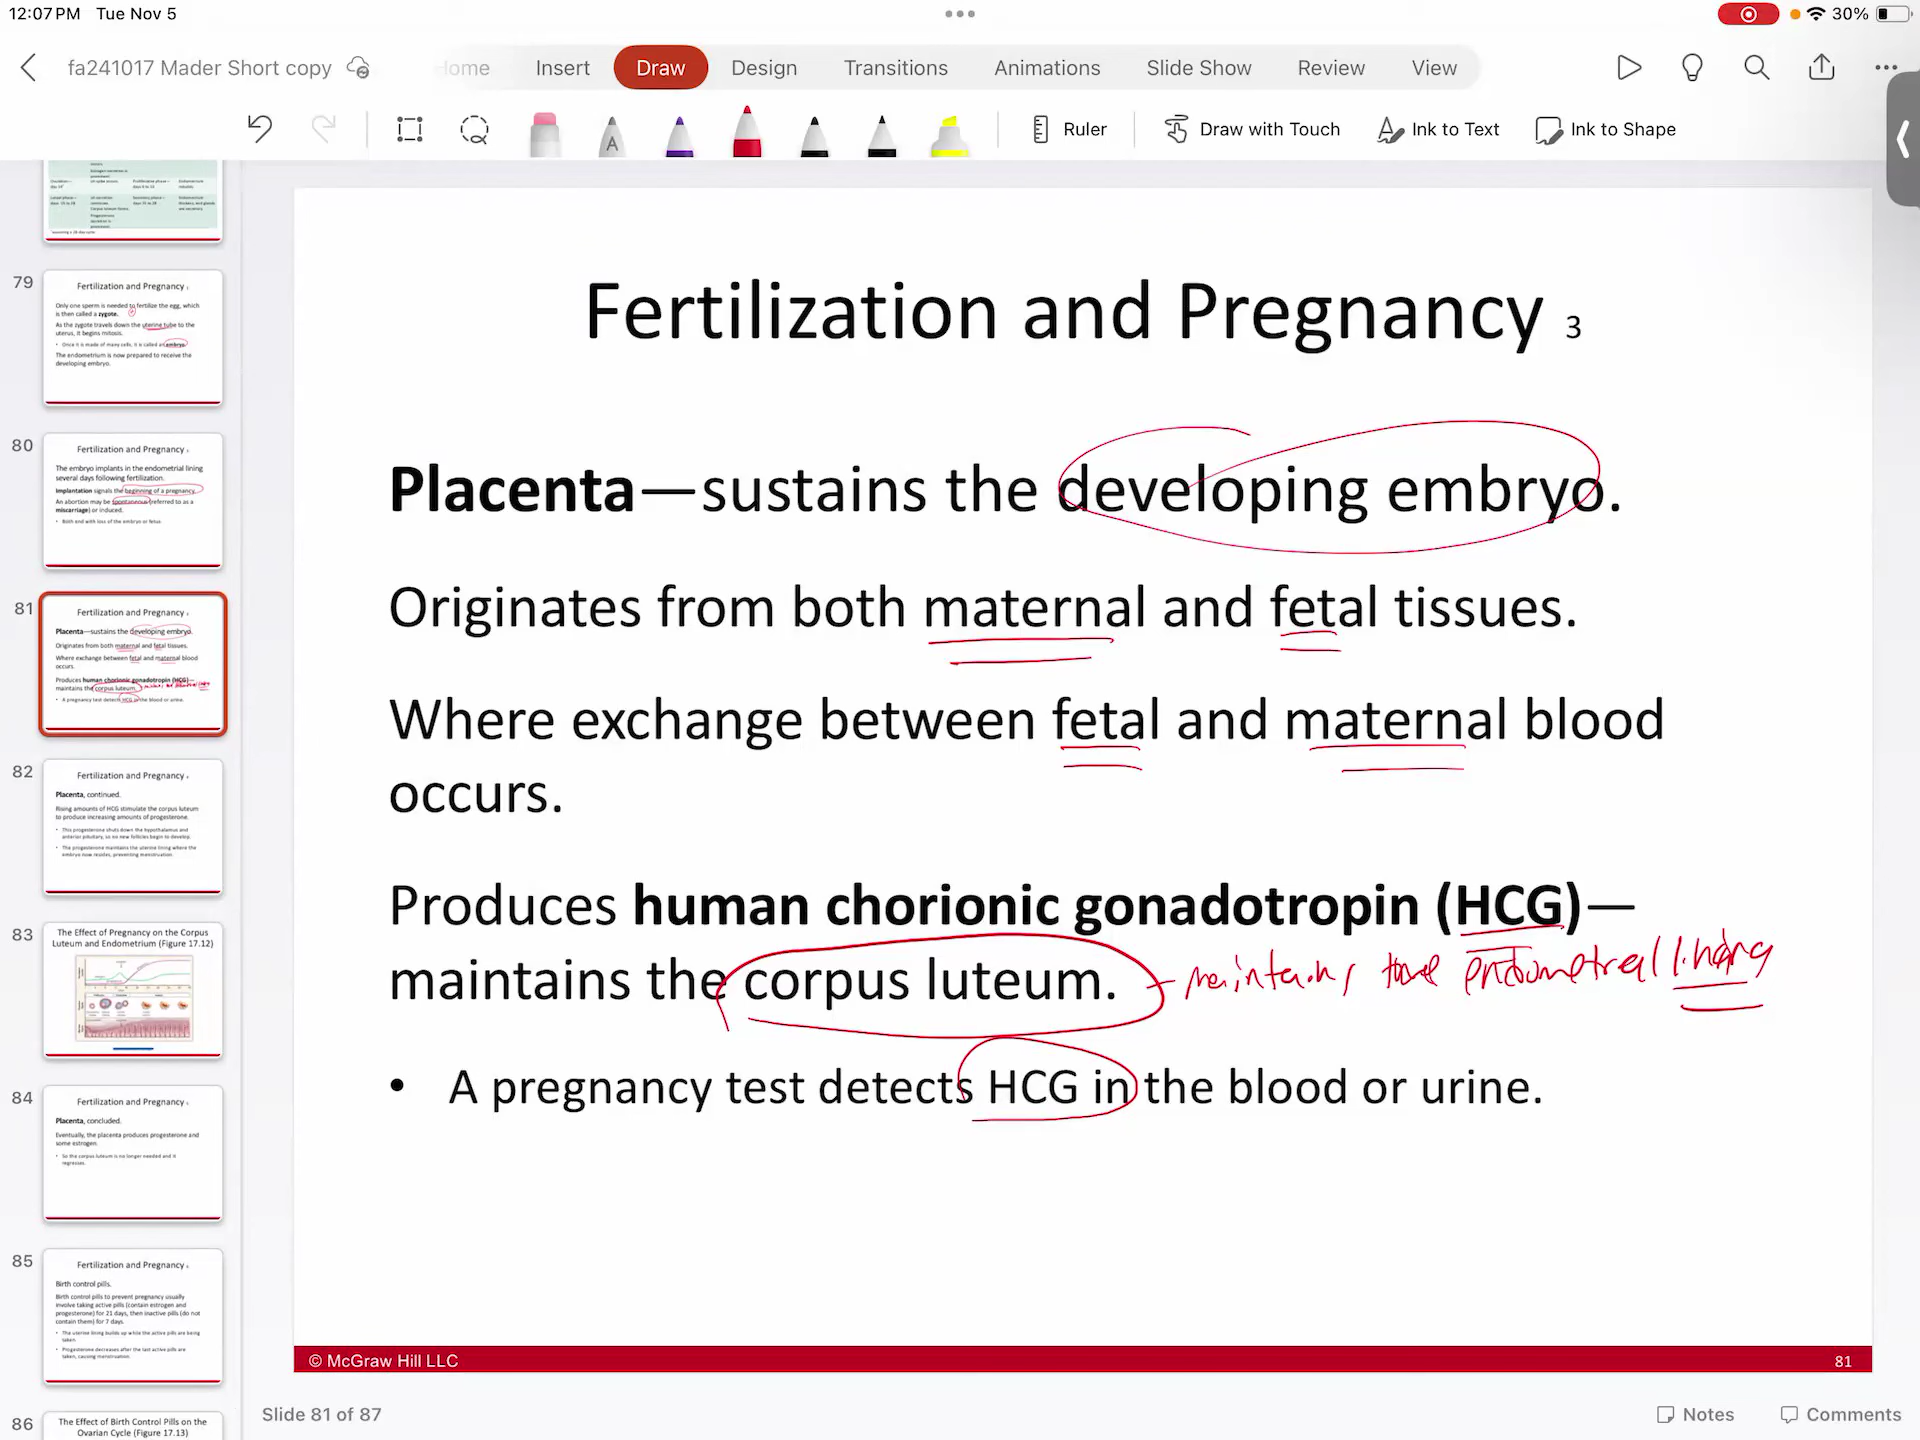 12:07 PM Tue Nov 5
30%
fa241017 Mader Short copy
Home Insert Draw Design Transitions Animations Slide Show Review View
A
Ruler Draw with Touch Ink to Text Ink to Shape
79
Fertilization and Pregnancy
Only one sperm is needed to fertilize the egg, which
is then called a zygote.
As the zygote travels down the uterine tube to the
uterus, it begins mitosis.
• Once it is made of many cells, it is called an embryo.
The endometrium is now prepared to receive the
developing embryo.
80
Fertilization and Pregnancy
The embryo implants in the endometrial lining
several days following fertilization.
Implantation signals the beginning of a pregnancy.
An abortion may be spontaneous (referred to as a
miscarriage) or induced.
• Both end with loss of the embryo or fetus
81
Fertilization and Pregnancy
Placenta—sustains the developing embryo.
Originates from both maternal and fetal tissues.
Where exchange between fetal and maternal blood
occurs.
Produces human chorionic gonadotropin (HCG)—
maintains the corpus luteum.
• A pregnancy test detects HCG in the blood or urine.
82
Fertilization and Pregnancy
Placenta, continued.
Rising amounts of HCG stimulate the corpus luteum
to produce increasing amounts of progesterone.
• This progesterone shuts down the hypothalamus and
anterior pituitary, so no new follicles begin to develop.
• The progesterone maintains the uterine lining where the
embryo now resides, preventing menstruation.
83
The Effect of Pregnancy on the Corpus
Luteum and Endometrium (Figure 17.12)
84
Fertilization and Pregnancy
Placenta, concluded.
Eventually, the placenta produces progesterone and
some estrogen.
• So the corpus luteum is no longer needed and it
regresses.
85
Fertilization and Pregnancy
Birth control pills.
Birth control pills to prevent pregnancy usually
involve taking active pills (contain estrogen and
progesterone) for 21 days, then inactive pills (do not
contain them) for 7 days.
• The uterine lining builds up while the active pills are being
taken.
• Progesterone decreases after the last active pills are
taken, causing menstruation.
86
The Effect of Birth Control Pills on the
Ovarian Cycle (Figure 17.13)
Fertilization and Pregnancy 3
Placenta—sustains the developing embryo.
Originates from both maternal and fetal tissues.
Where exchange between fetal and maternal blood
occurs.
Produces human chorionic gonadotropin (HCG)—
maintains the corpus luteum. - maintains the endometrial lining
• A pregnancy test detects HCG in the blood or urine.
© McGraw Hill LLC 81
Slide 81 of 87 Notes Comments